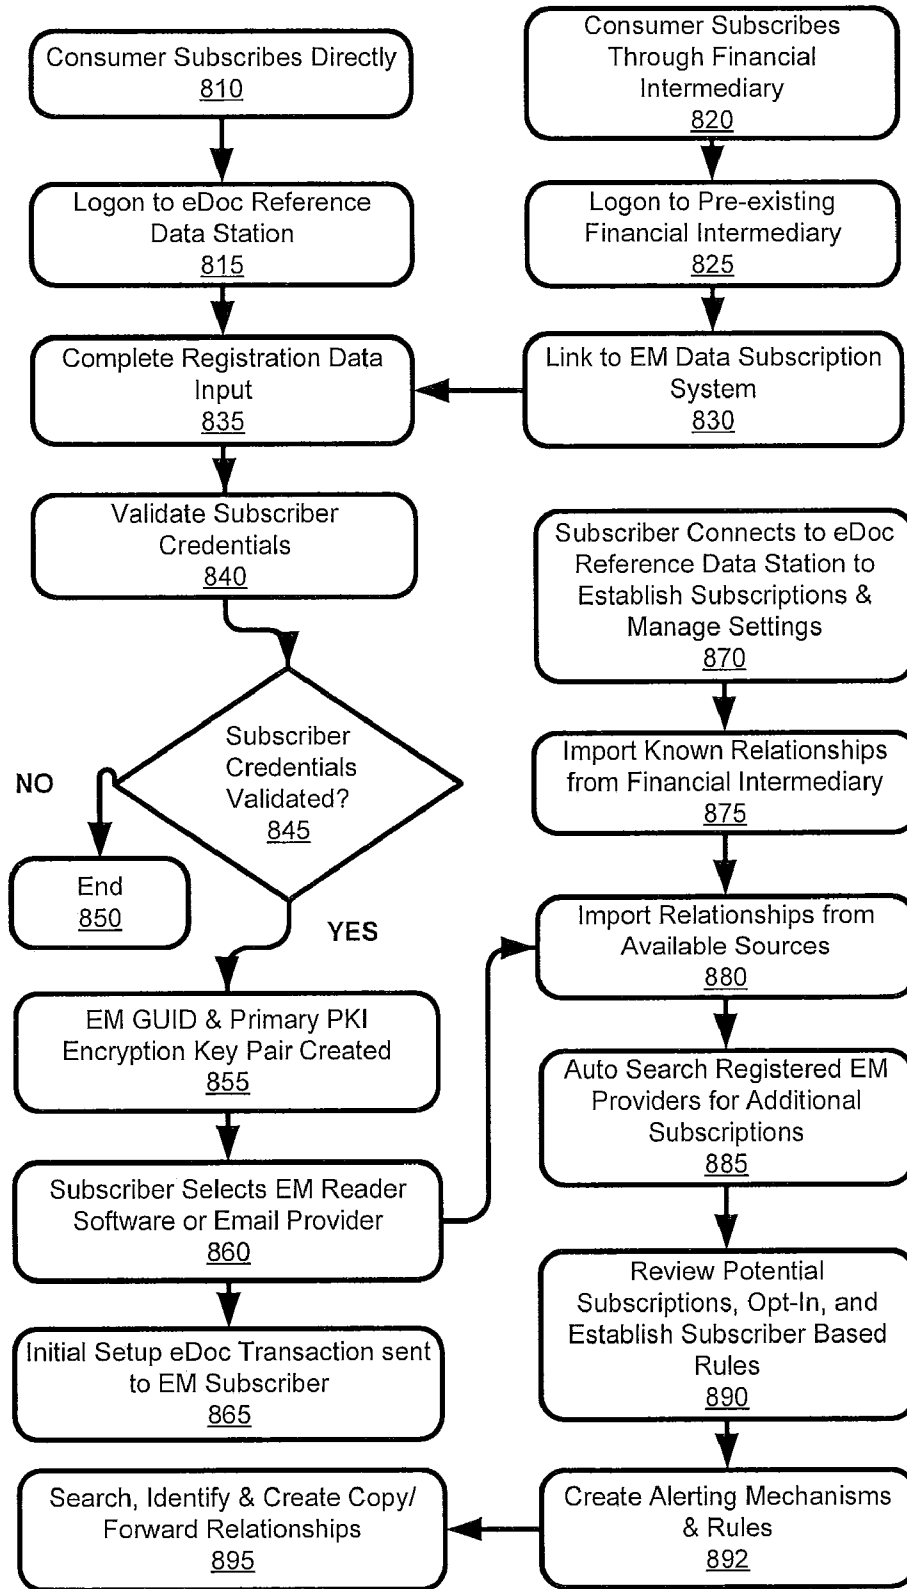 Consumer Subscribes Directly
810
Consumer Subscribes
Through Financial
Intermediary
820
Logon to eDoc Reference
Data Station
815
Logon to Pre-existing
Financial Intermediary
825
Complete Registration Data
Input
835
Link to EM Data Subscription
System
830
Validate Subscriber
Credentials
840
Subscriber
Credentials
Validated?
845
NO
End
850
YES
EM GUID & Primary PKI
Encryption Key Pair Created
855
Subscriber Selects EM Reader
Software or Email Provider
860
Initial Setup eDoc Transaction sent
to EM Subscriber
865
Subscriber Connects to eDoc
Reference Data Station to
Establish Subscriptions &
Manage Settings
870
Import Known Relationships
from Financial Intermediary
875
Import Relationships from
Available Sources
880
Auto Search Registered EM
Providers for Additional
Subscriptions
885
Review Potential
Subscriptions, Opt-In, and
Establish Subscriber Based
Rules
890
Create Alerting Mechanisms
& Rules
892
Search, Identify & Create Copy/
Forward Relationships
895